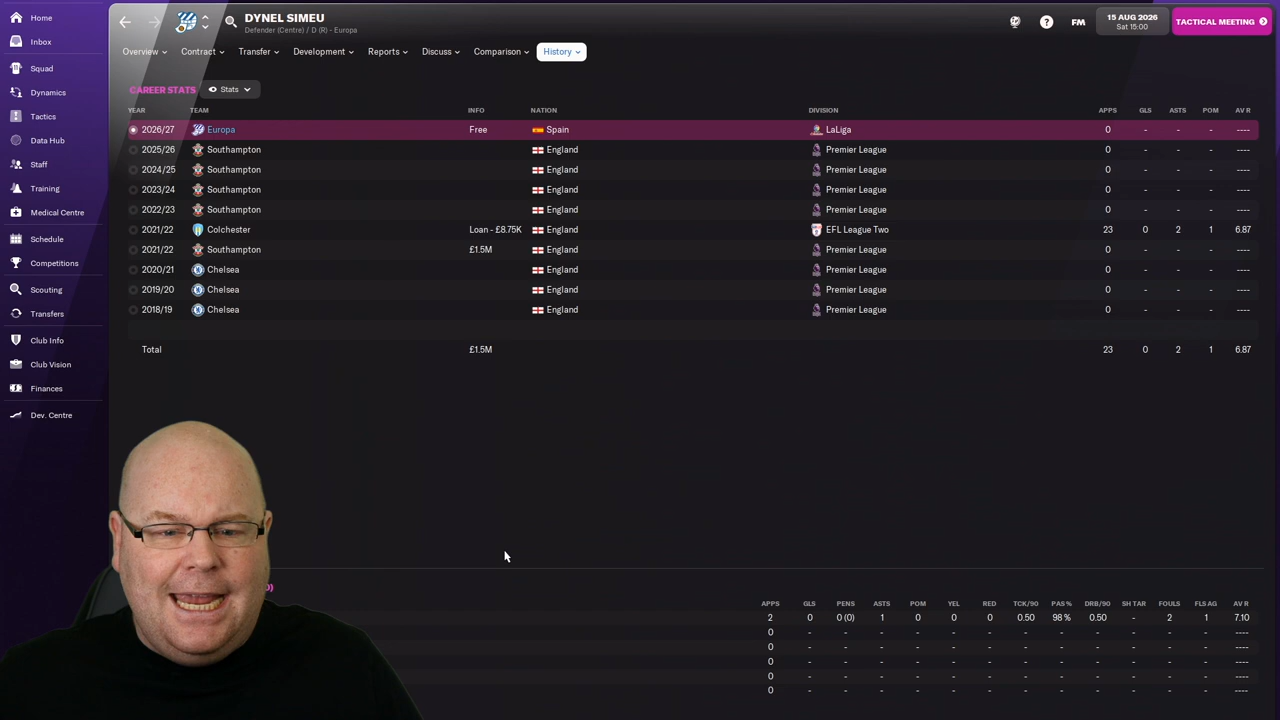 Home
Inbox
Squad
Dynamics
Tactics
Data Hub
Staff
Training
Medical Centre
Schedule
Competitions
Scouting
Transfers
Club Info
Club Vision
Finances
Dev. Centre
DYNEL SIMEU
Defender (Centre) / D (R) - Europa
FM
15 AUG 2026
Sat 15:00
TACTICAL MEETING
Overview Contract Transfer Development Reports Discuss Comparison History
CAREER STATS Stats
YEAR TEAM INFO NATION DIVISION APPS GLS ASTS POM AV R
2026/27 Europa Free Spain LaLiga 0 - - - ----
2025/26 Southampton England Premier League 0 - - - ----
2024/25 Southampton England Premier League 0 - - - ----
2023/24 Southampton England Premier League 0 - - - ----
2022/23 Southampton England Premier League 0 - - - ----
2021/22 Colchester Loan - £8.75K England EFL League Two 23 0 2 1 6.87
2021/22 Southampton £1.5M England Premier League 0 - - - ----
2020/21 Chelsea England Premier League 0 - - - ----
2019/20 Chelsea England Premier League 0 - - - ----
2018/19 Chelsea England Premier League 0 - - - ----
Total £1.5M 23 0 2 1 6.87
APPS GLS PENS ASTS POM YEL RED TCK/90 PAS % DRB/90 SH TAR FOULS FLS AG AV R
2 0 0 (0) 1 0 0 0 0.50 98 % 0.50 - 2 1 7.10
0 - - - - - - - - - - - - ----
0 - - - - - - - - - - - - ----
0 - - - - - - - - - - - - ----
0 - - - - - - - - - - - - ----
0 - - - - - - - - - - - - ----